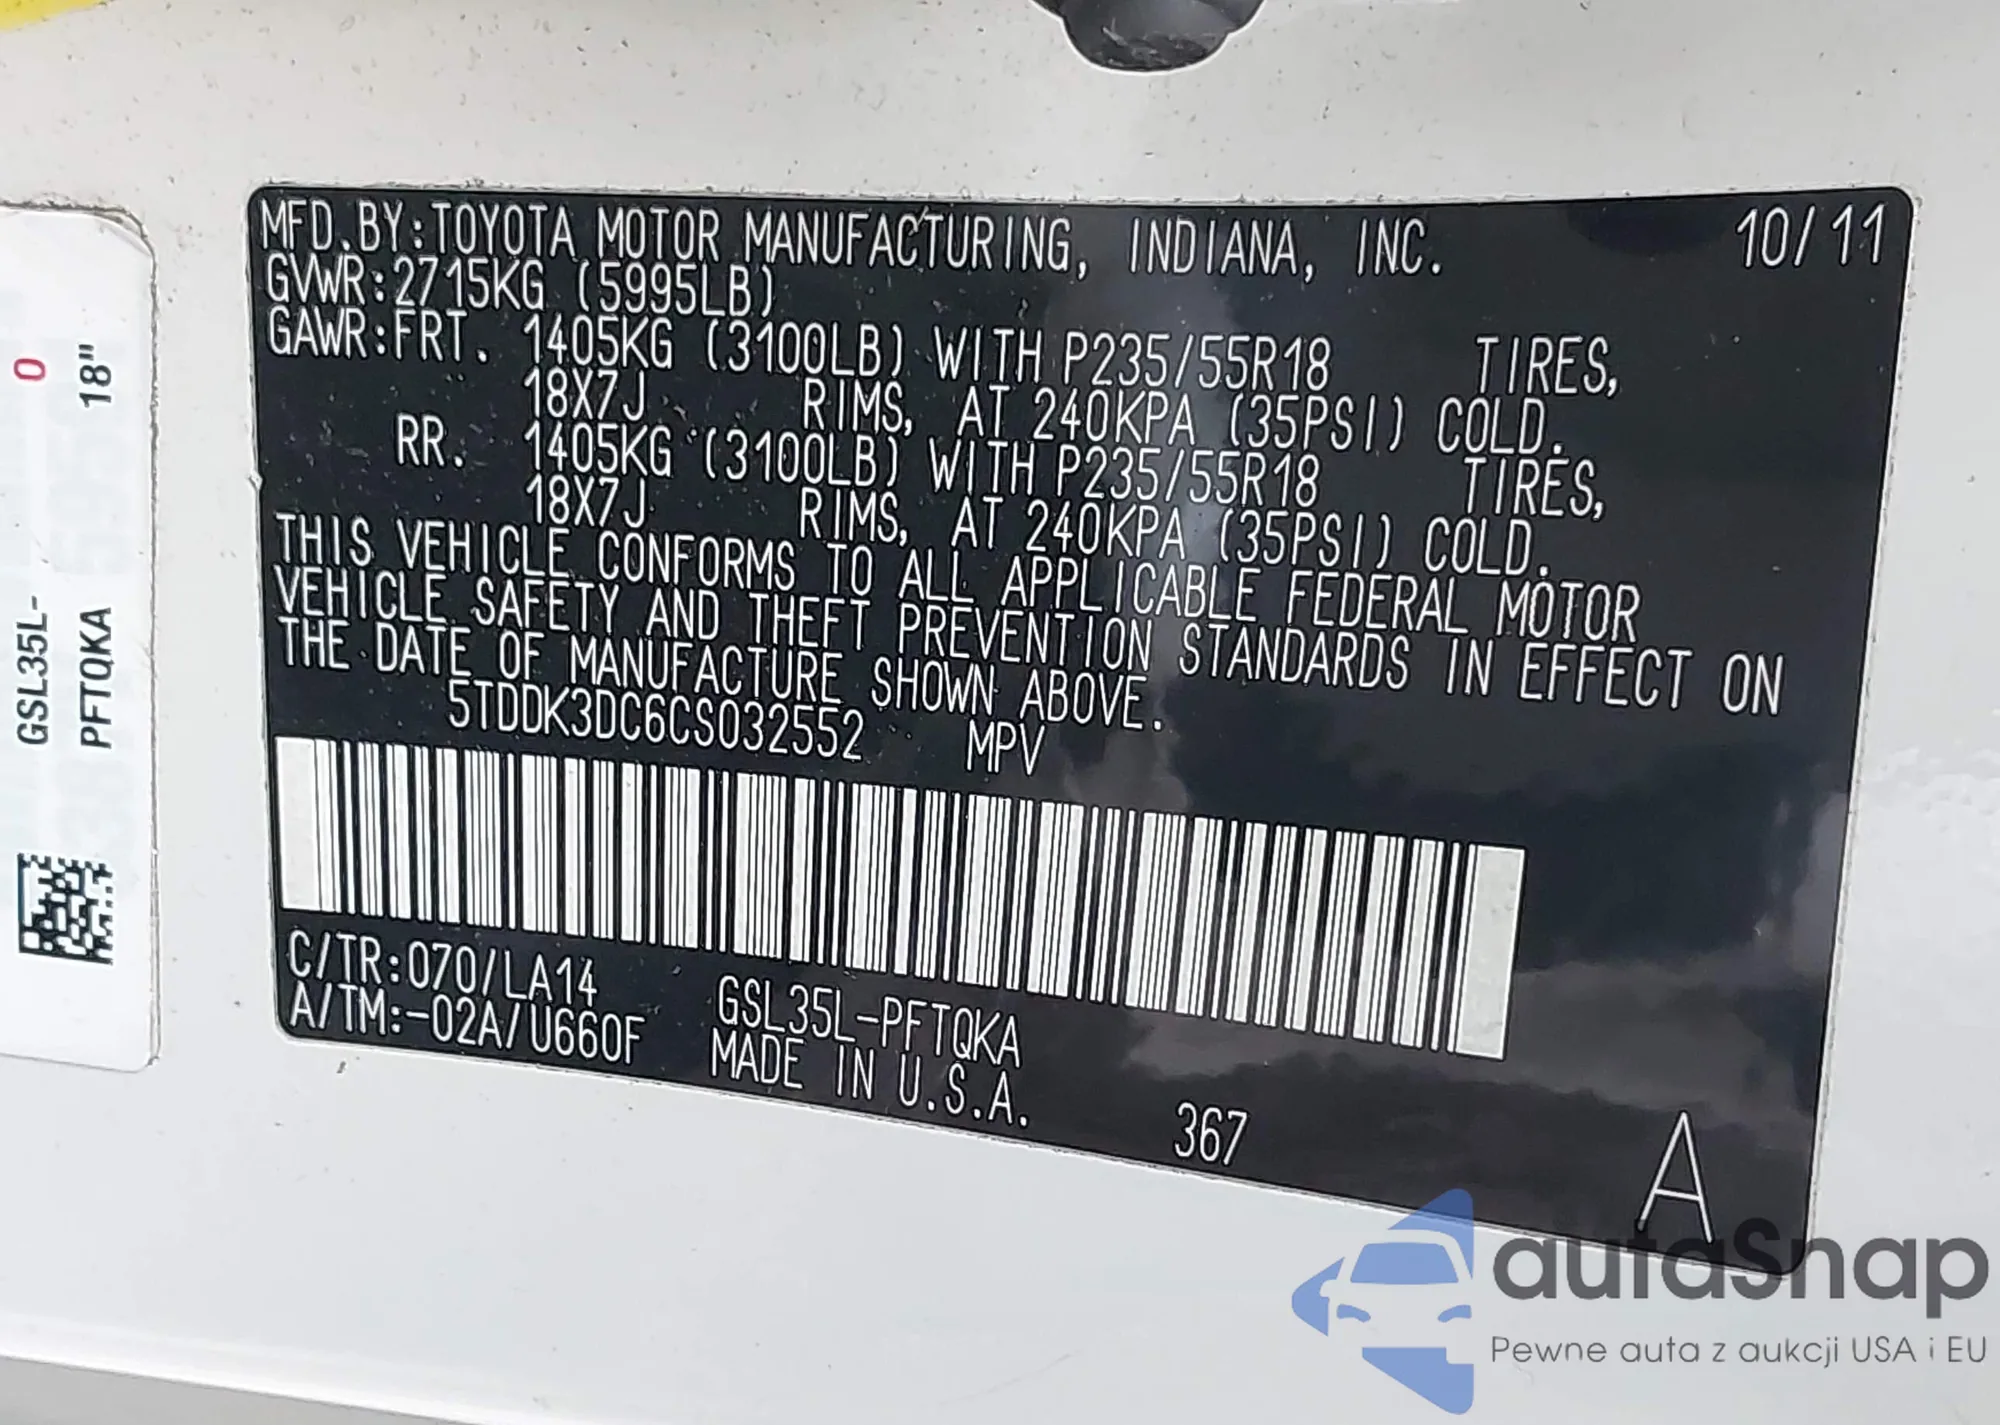 MFD.BY:TOYOTA MOTOR MANUFACTURING, INDIANA, INC. 10/11
GVWR:2715KG (5995LB)
GAWR:FRT. 1405KG (3100LB) WITH P235/55R18 TIRES,
18X7J RIMS, AT 240KPA (35PSI) COLD.
RR. 1405KG (3100LB) WITH P235/55R18 TIRES,
18X7J RIMS, AT 240KPA (35PSI) COLD.
THIS VEHICLE CONFORMS TO ALL APPLICABLE FEDERAL MOTOR
VEHICLE SAFETY AND THEFT PREVENTION STANDARDS IN EFFECT ON
THE DATE OF MANUFACTURE SHOWN ABOVE.
5TDDK3DC6CS032552 MPV
C/TR:070/LA14 GSL35L-PFTQKA
A/TM:-02A/U660F MADE IN U.S.A.
367
A
GSL35L- 0
PFTQKA 18"
autaSnap
Pewne auta z aukcji USA i EU